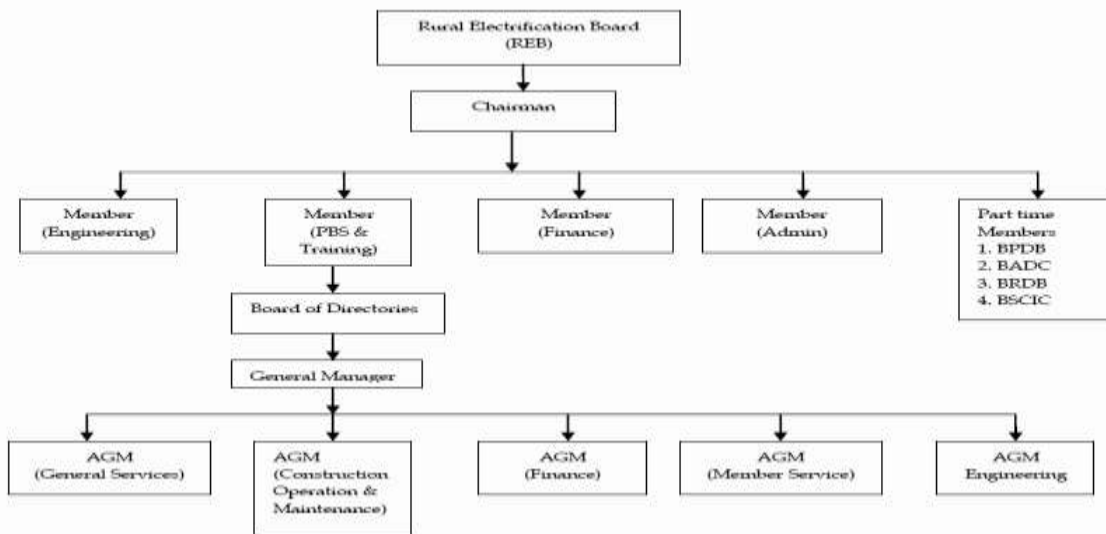 Rural Electrification Board
(REB)
Chairman
Member
(Engineering)
Member
(PBS &
Training)
Member
(Finance)
Member
(Admin)
Part time
Members
1. BPDB
2. BADC
3. BRDB
4. BSCIC
Board of Directories
General Manager
AGM
(General Services)
AGM
(Construction
Operation &
Maintenance)
AGM
(Finance)
AGM
(Member Service)
AGM
Engineering